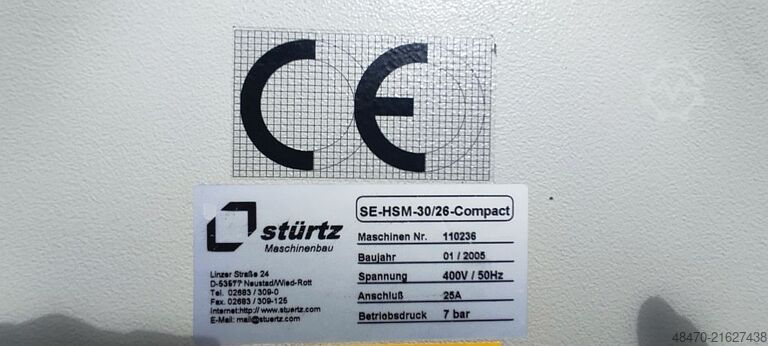 CE
stürtz
Maschinenbau
Linzer Straße 24
D-53577 Neustadt/Wied-Rott
Tel. 02683 / 309-0
Fax. 02683 / 309-125
Internet:http://www.stuertz.com
E-Mail: mail@stuertz.com
SE-HSM-30/26-Compact
Maschinen Nr. 110236
Baujahr 01 / 2005
Spannung 400V / 50Hz
Anschluß 25A
Betriebsdruck 7 bar
48470-21627438